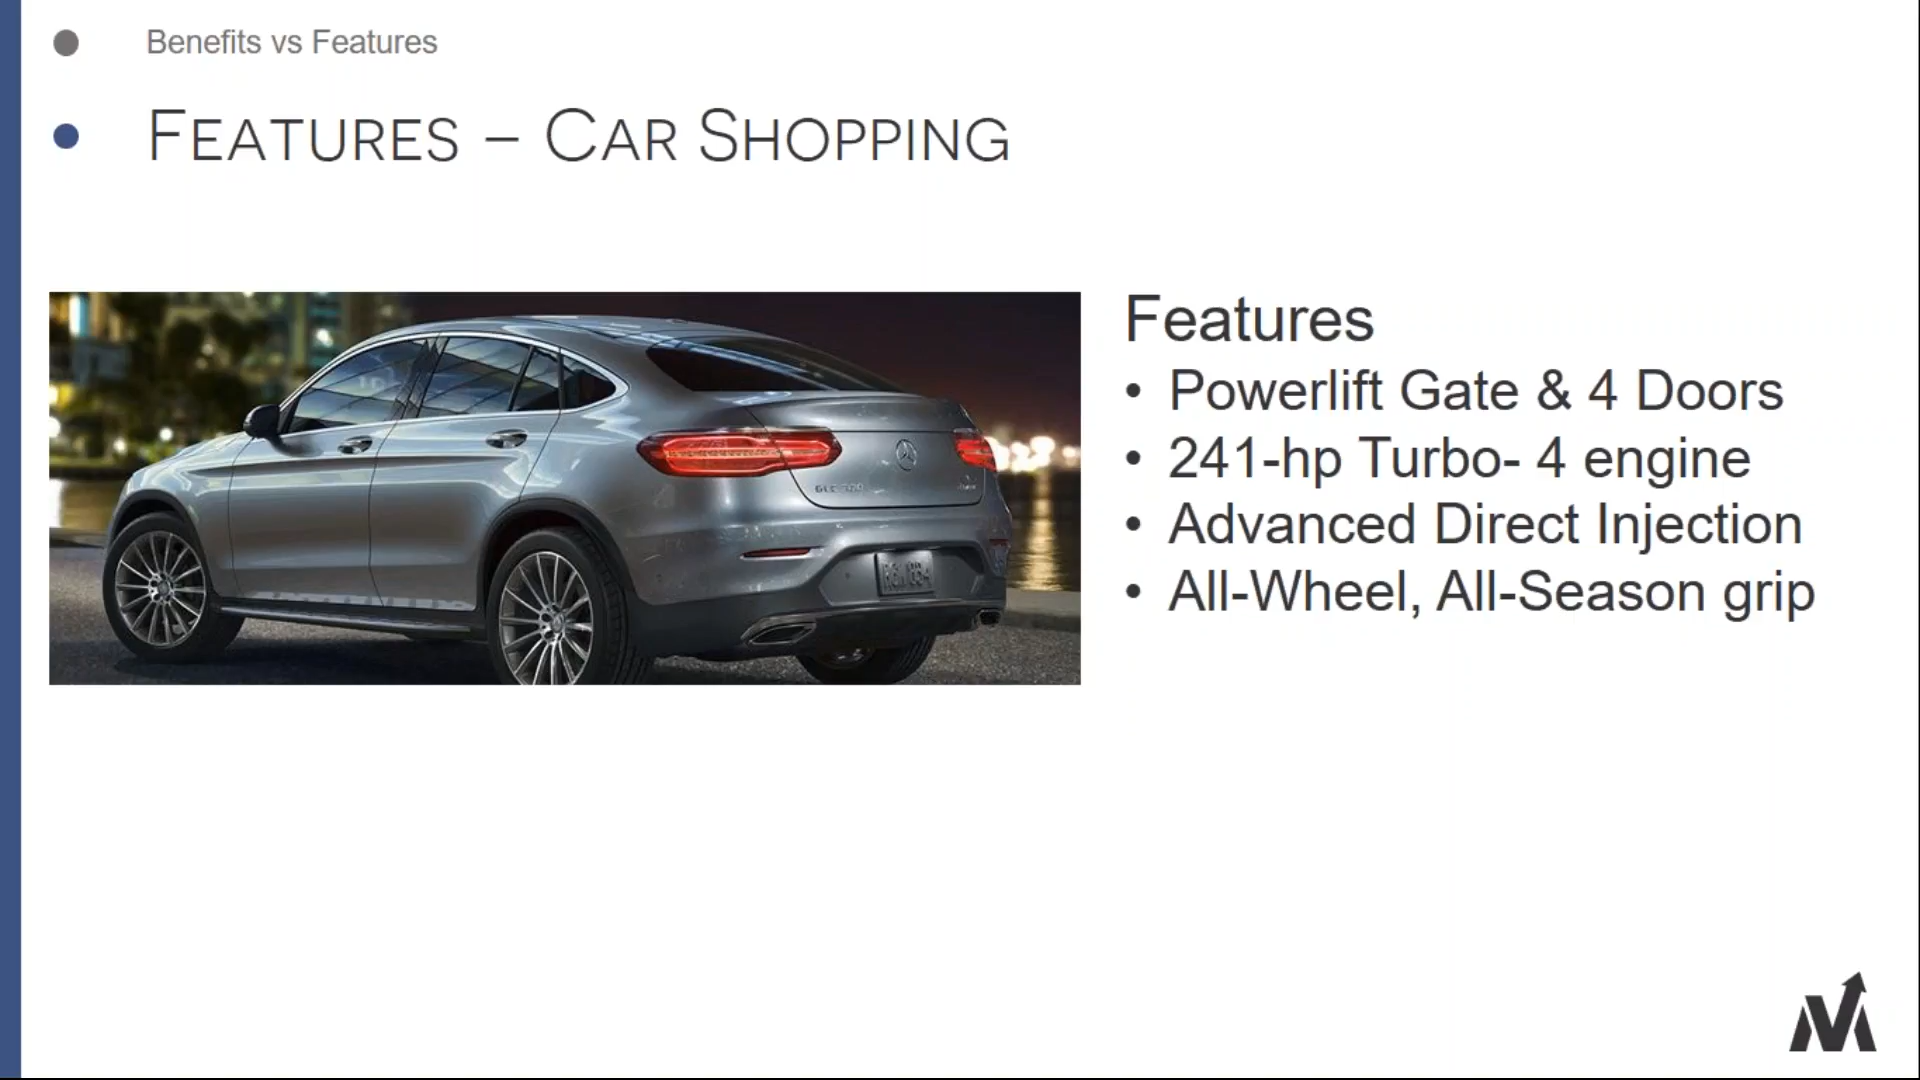 Benefits vs Features
FEATURES – CAR SHOPPING
Features
• Powerlift Gate & 4 Doors
• 241-hp Turbo- 4 engine
• Advanced Direct Injection
• All-Wheel, All-Season grip